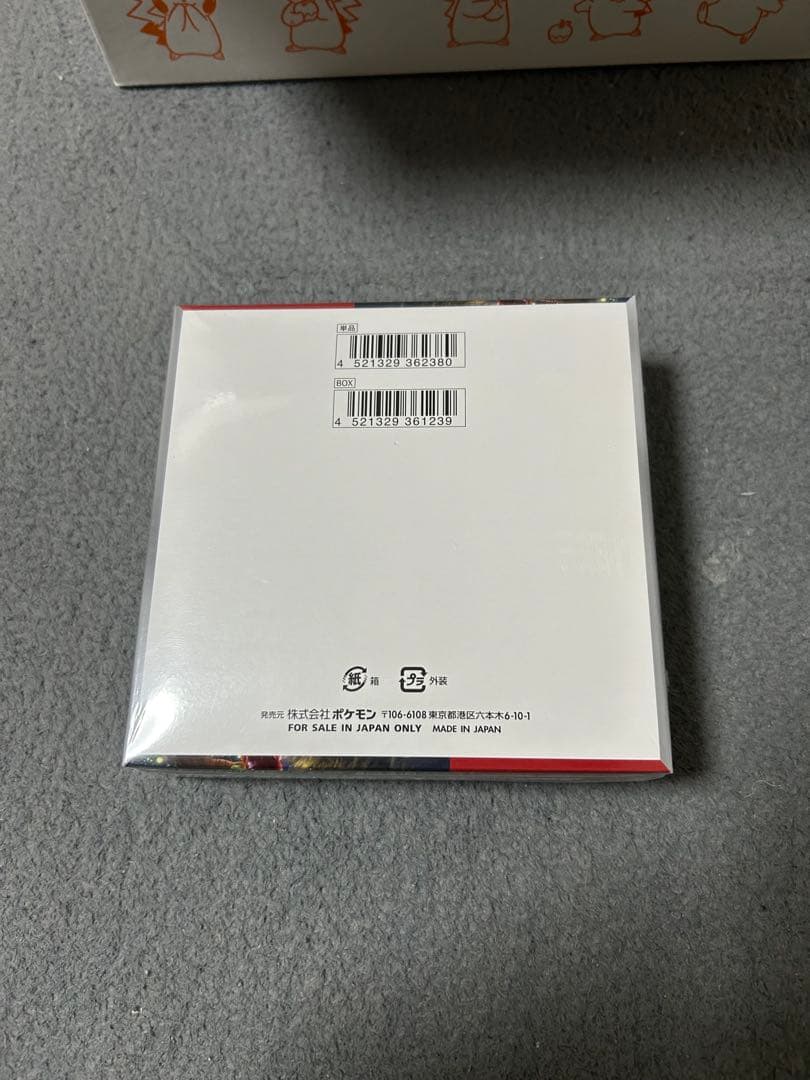 単品
4 521329 362380
BOX
4 521329 361239
紙 箱 プラ 外装
発売元 株式会社ポケモン 〒106-6108 東京都港区六本木6-10-1
FOR SALE IN JAPAN ONLY MADE IN JAPAN